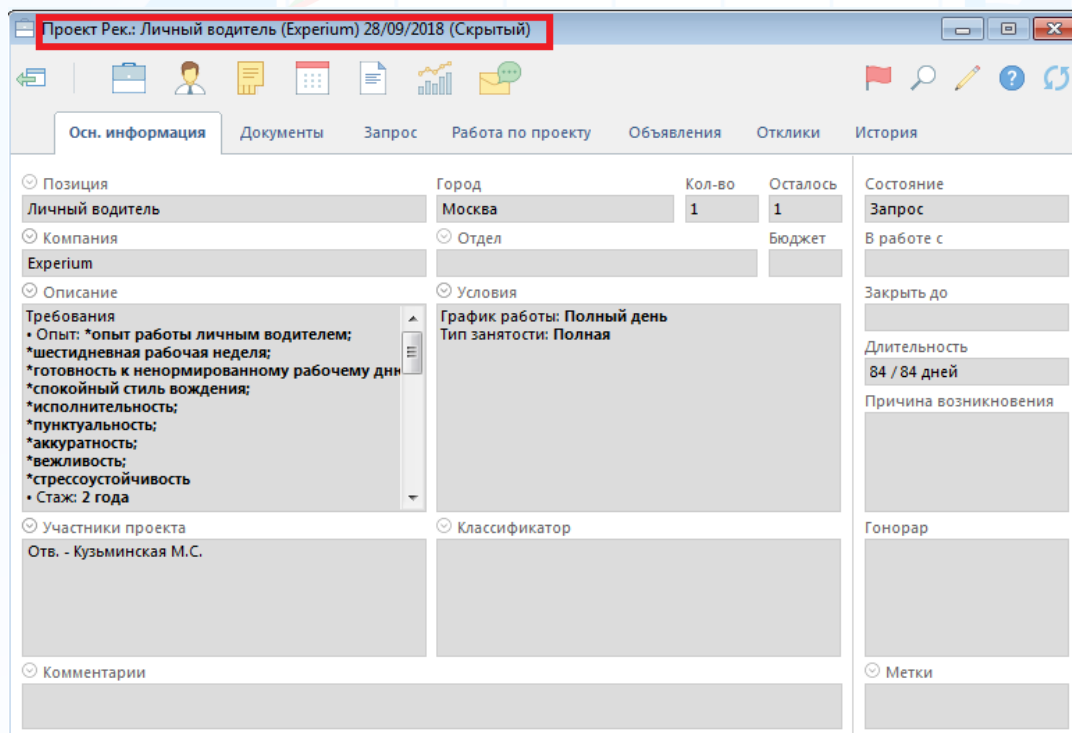 Проект Рек.: Личный водитель (Experium) 28/09/2018 (Скрытый)
Осн. информация Документы Запрос Работа по проекту Объявления Отклики История
Позиция Город Кол-во Осталось Состояние
Личный водитель Москва 1 1 Запрос
Компания Отдел Бюджет В работе с
Experium
Описание Условия Закрыть до
Требования
• Опыт: *опыт работы личным водителем;
*шестидневная рабочая неделя;
*готовность к ненормированному рабочему
*спокойный стиль вождения;
*исполнительность;
*пунктуальность;
*аккуратность;
*вежливость;
*стрессоустойчивость
• Стаж: 2 года
График работы: Полный день
Тип занятости: Полная
Длительность
84 / 84 дней
Причина возникновения
Участники проекта Классификатор Гонорар
Отв. - Кузьминская М.С.
Комментарии Метки